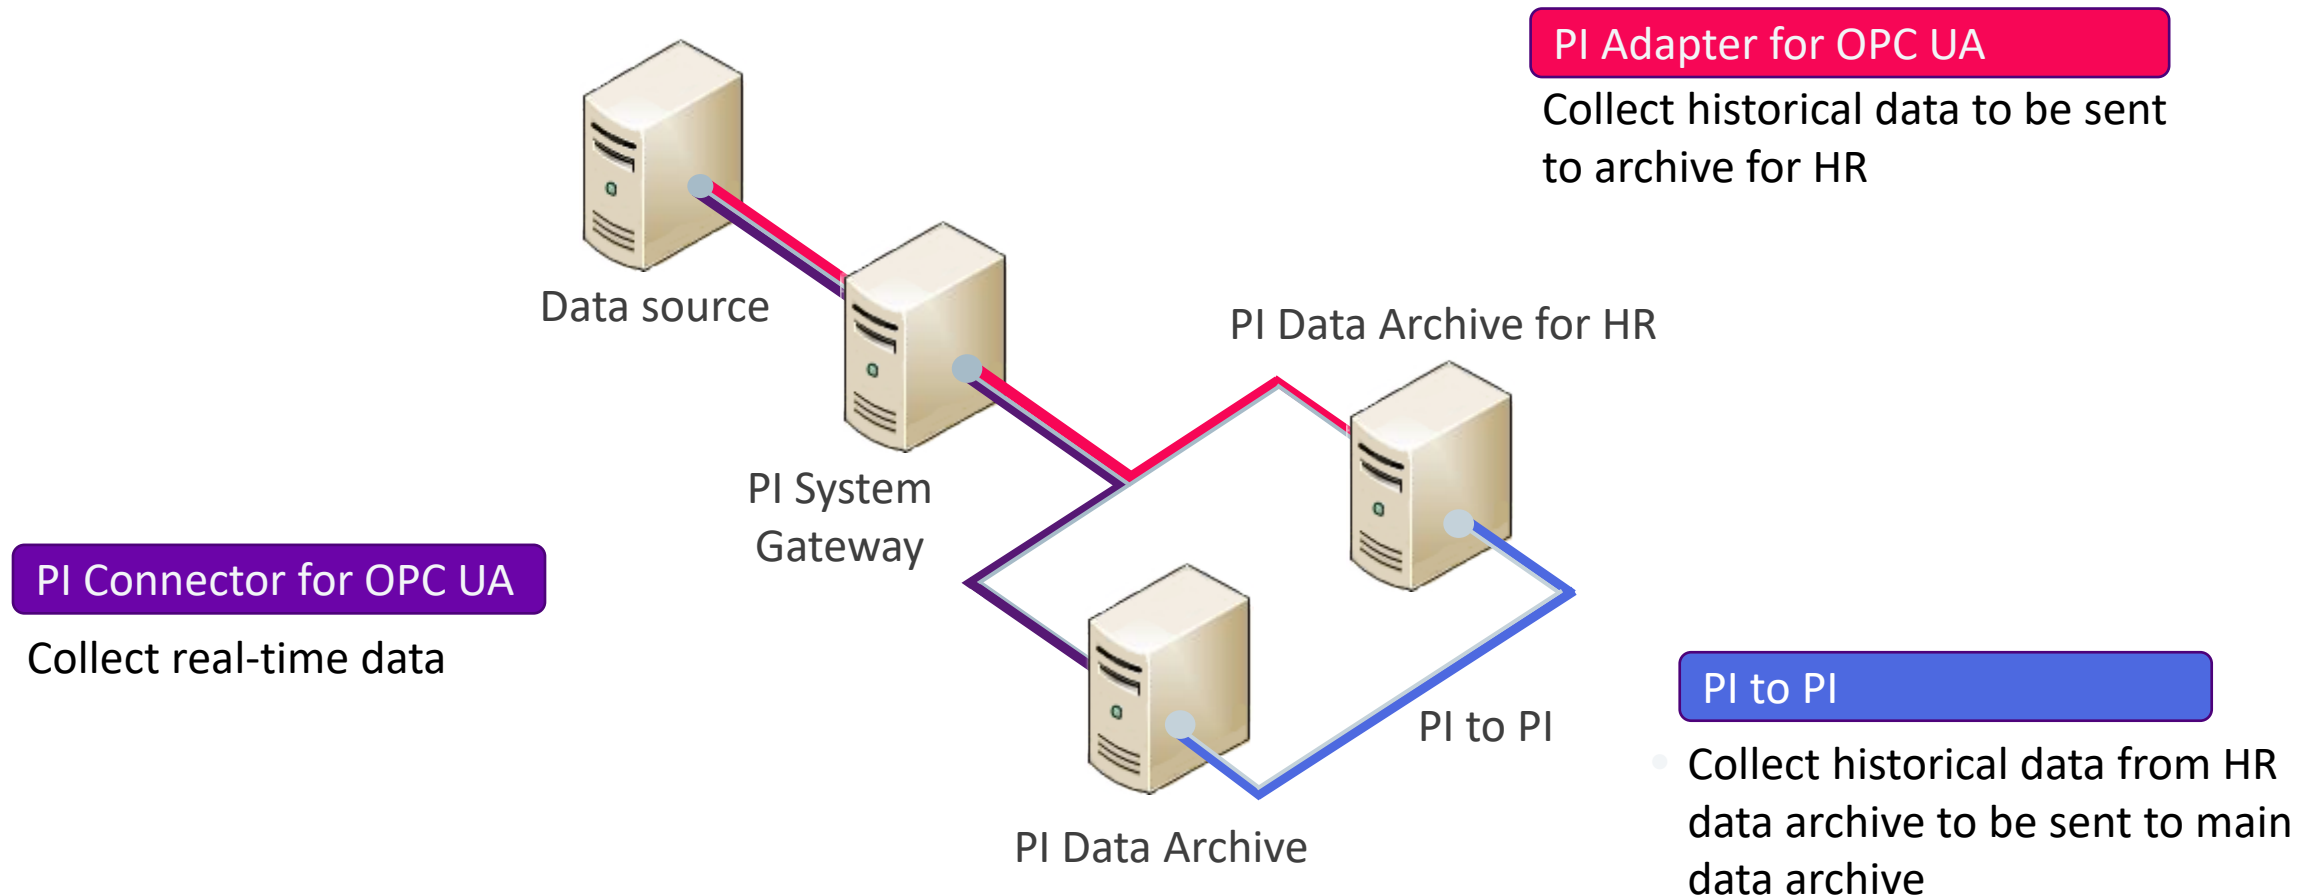 PI Adapter for OPC UA
Collect historical data to be sent
to archive for HR
Data source
PI Data Archive for HR
PI System
Gateway
PI Connector for OPC UA
Collect real-time data
PI to PI
PI to PI
• Collect historical data from HR
data archive to be sent to main
data archive
PI Data Archive